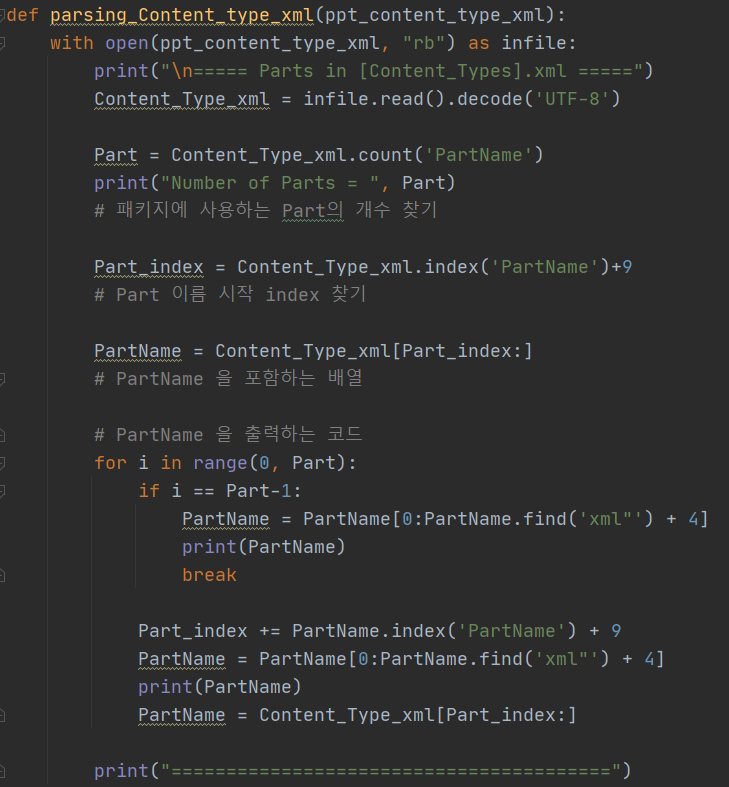 def parsing_Content_type_xml(ppt_content_type_xml):
    with open(ppt_content_type_xml, "rb") as infile:
        print("\n===== Parts in [Content_Types].xml =====")
        Content_Type_xml = infile.read().decode('UTF-8')

        Part = Content_Type_xml.count('PartName')
        print("Number of Parts = ", Part)
        # 패키지에 사용하는 Part의 개수 찾기

        Part_index = Content_Type_xml.index('PartName')+9
        # Part 이름 시작 index 찾기

        PartName = Content_Type_xml[Part_index:]
        # PartName 을 포함하는 배열

        # PartName 을 출력하는 코드
        for i in range(0, Part):
            if i == Part-1:
                PartName = PartName[0:PartName.find('xml"') + 4]
                print(PartName)
                break

            Part_index += PartName.index('PartName') + 9
            PartName = PartName[0:PartName.find('xml"') + 4]
            print(PartName)
            PartName = Content_Type_xml[Part_index:]

        print("========================================")